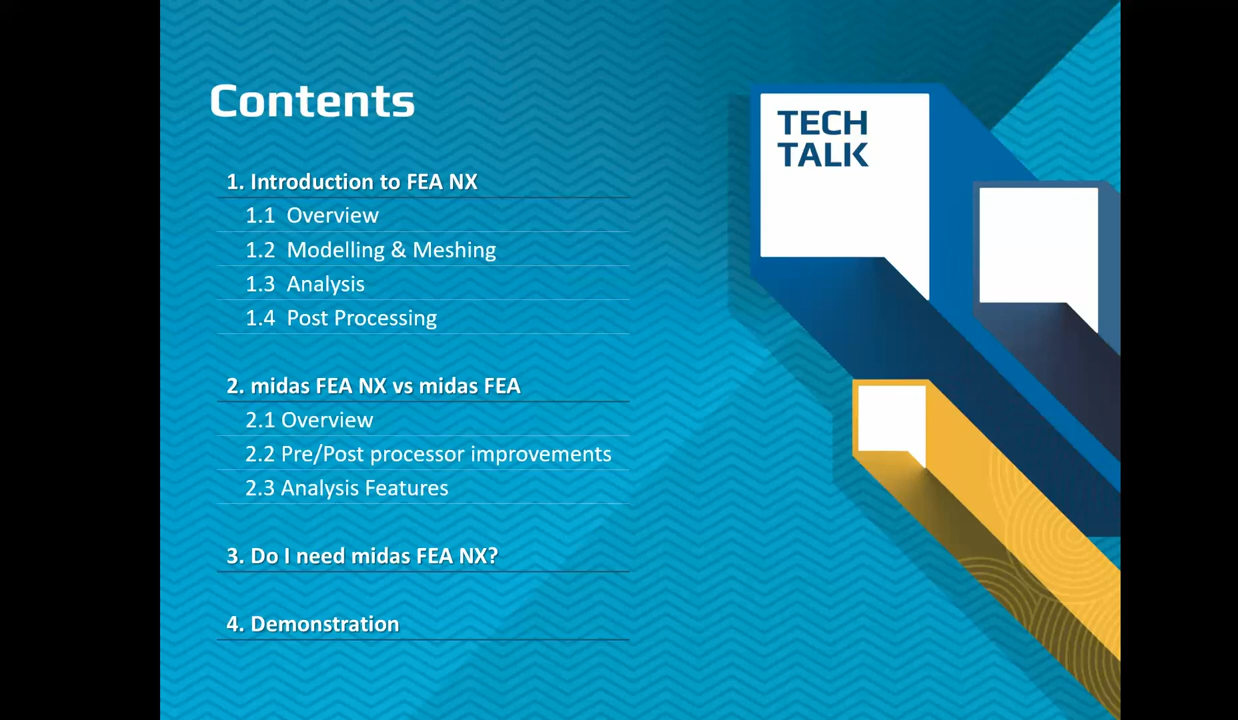 Contents
TECH
TALK
1. Introduction to FEA NX
1.1 Overview
1.2 Modelling & Meshing
1.3 Analysis
1.4 Post Processing
2. midas FEA NX vs midas FEA
2.1 Overview
2.2 Pre/Post processor improvements
2.3 Analysis Features
3. Do I need midas FEA NX?
4. Demonstration